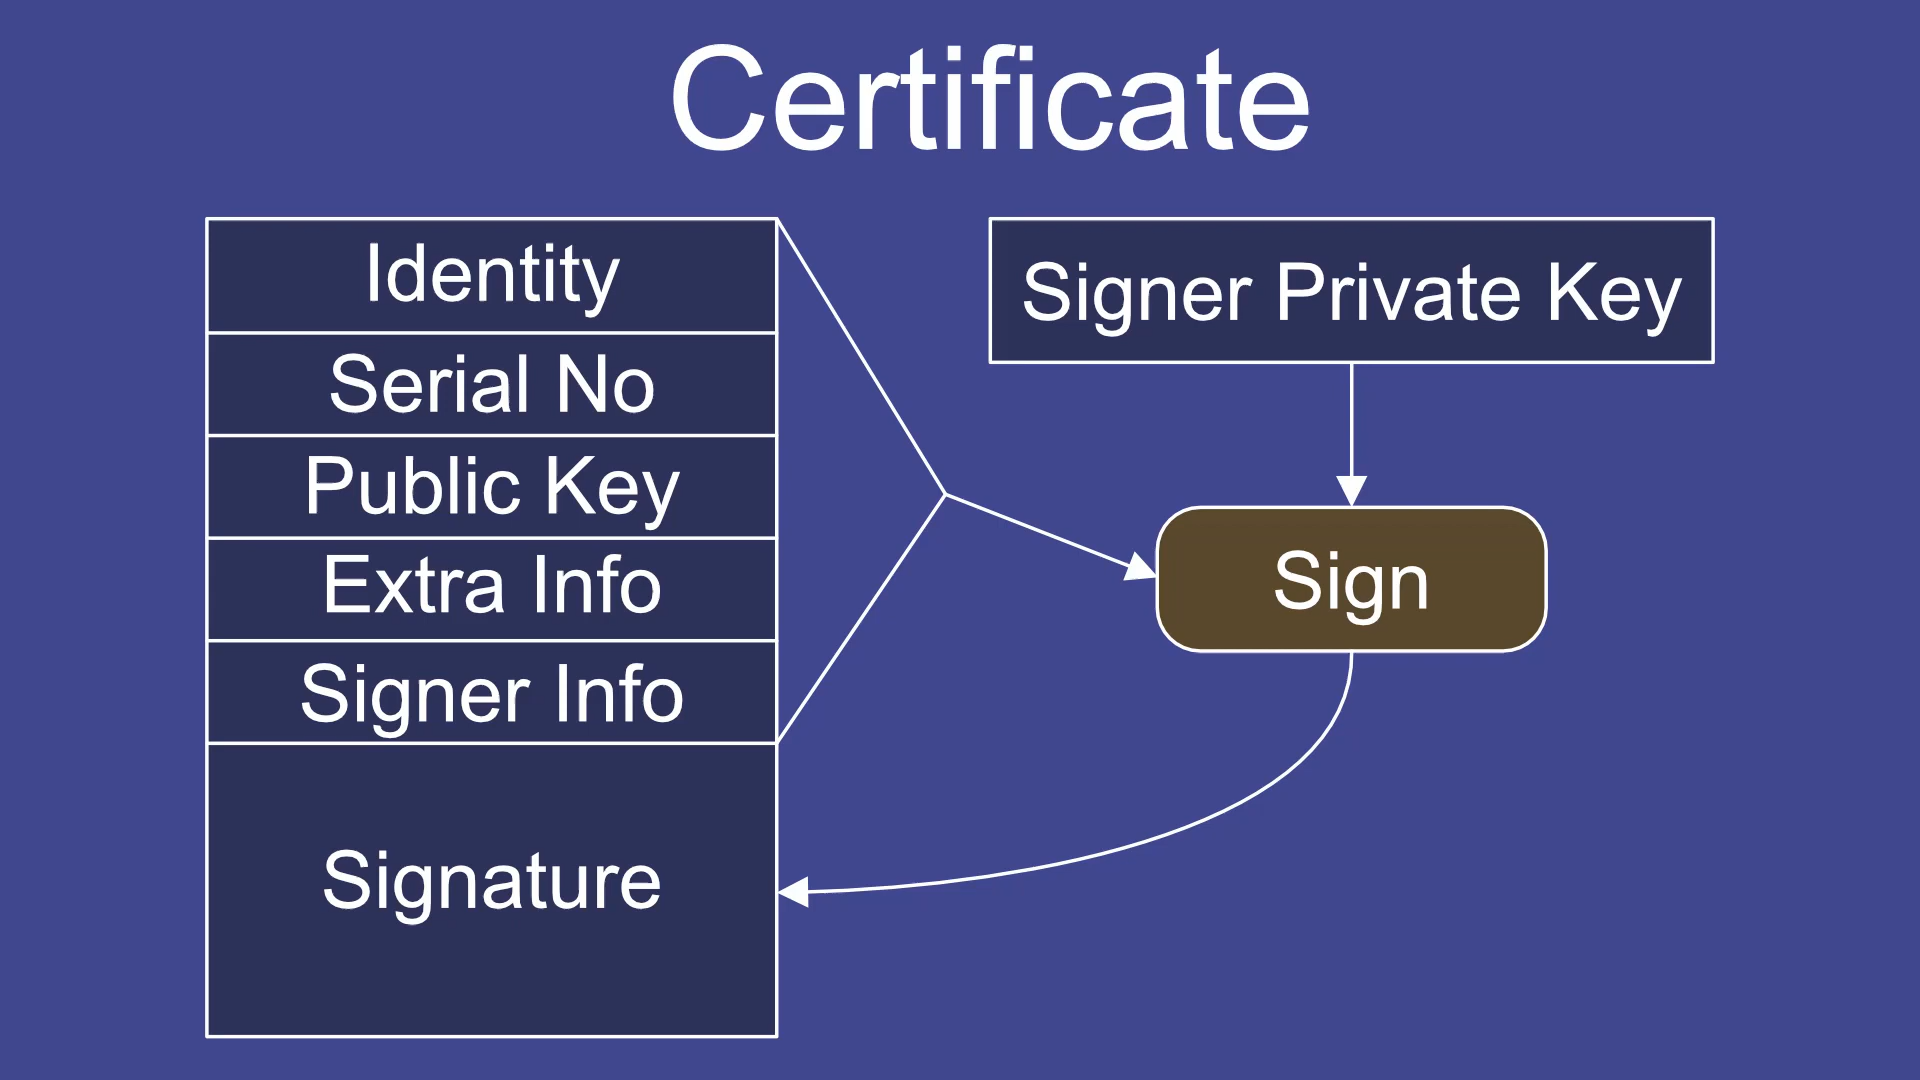 Certificate
Identity
Serial No
Public Key
Extra Info
Signer Info
Signature
Signer Private Key
Sign